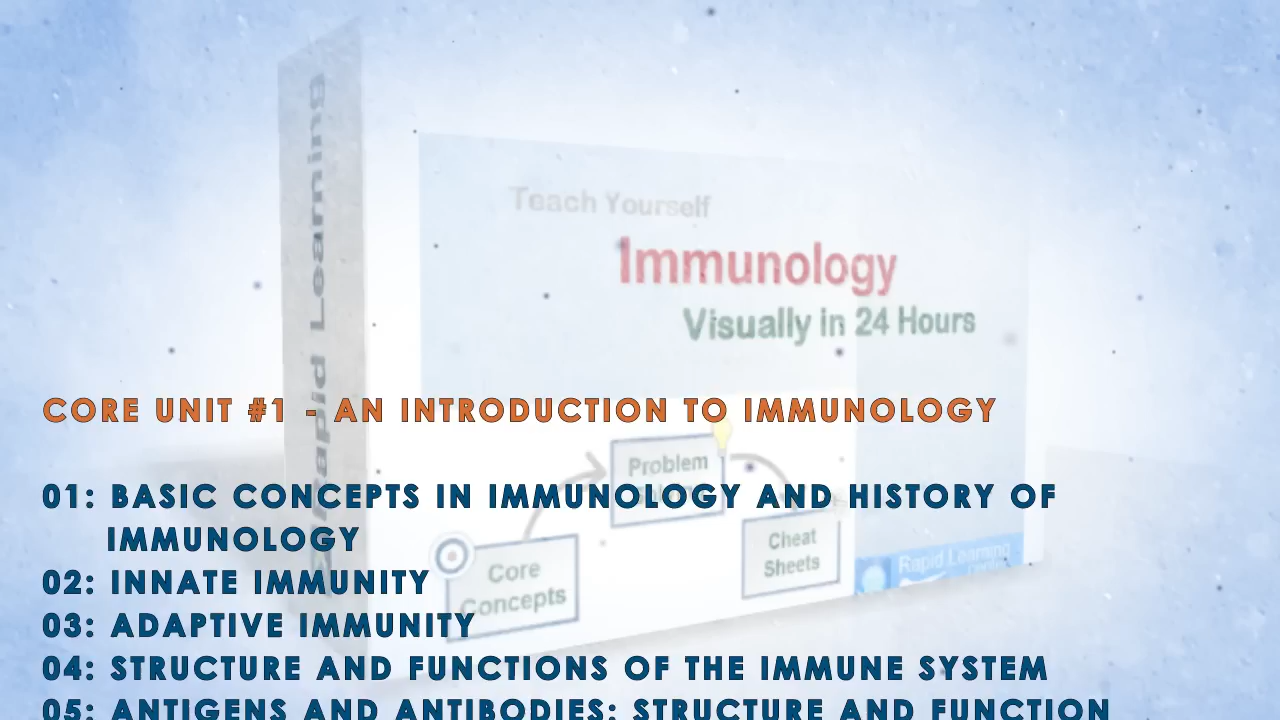 Rapid Learning
Teach Yourself
Immunology
Visually in 24 Hours
CORE UNIT #1 - AN INTRODUCTION TO IMMUNOLOGY
Problem
01: BASIC CONCEPTS IN IMMUNOLOGY AND HISTORY OF
IMMUNOLOGY
Cheat
Sheets
Rapid Learning
Core
Concepts
02: INNATE IMMUNITY
03: ADAPTIVE IMMUNITY
04: STRUCTURE AND FUNCTIONS OF THE IMMUNE SYSTEM
05: ANTIGENS AND ANTIBODIES: STRUCTURE AND FUNCTION